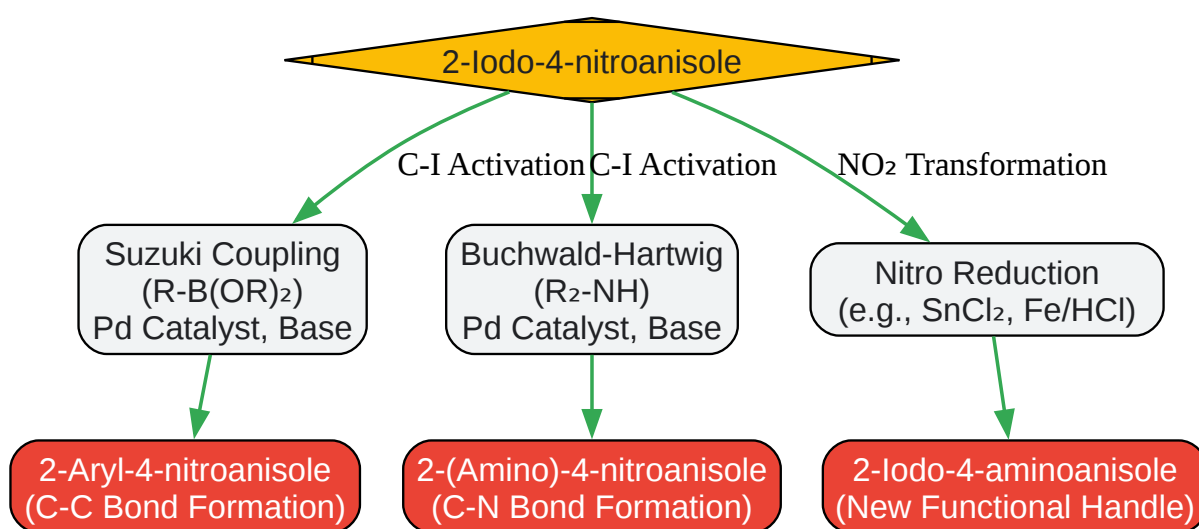 2-Iodo-4-nitroanisole
C-I Activation
C-I Activation
NO₂ Transformation
Suzuki Coupling
(R-B(OR)₂)
Pd Catalyst, Base
Buchwald-Hartwig
(R₂-NH)
Pd Catalyst, Base
Nitro Reduction
(e.g., SnCl₂, Fe/HCl)
2-Aryl-4-nitroanisole
(C-C Bond Formation)
2-(Amino)-4-nitroanisole
(C-N Bond Formation)
2-Iodo-4-aminoanisole
(New Functional Handle)